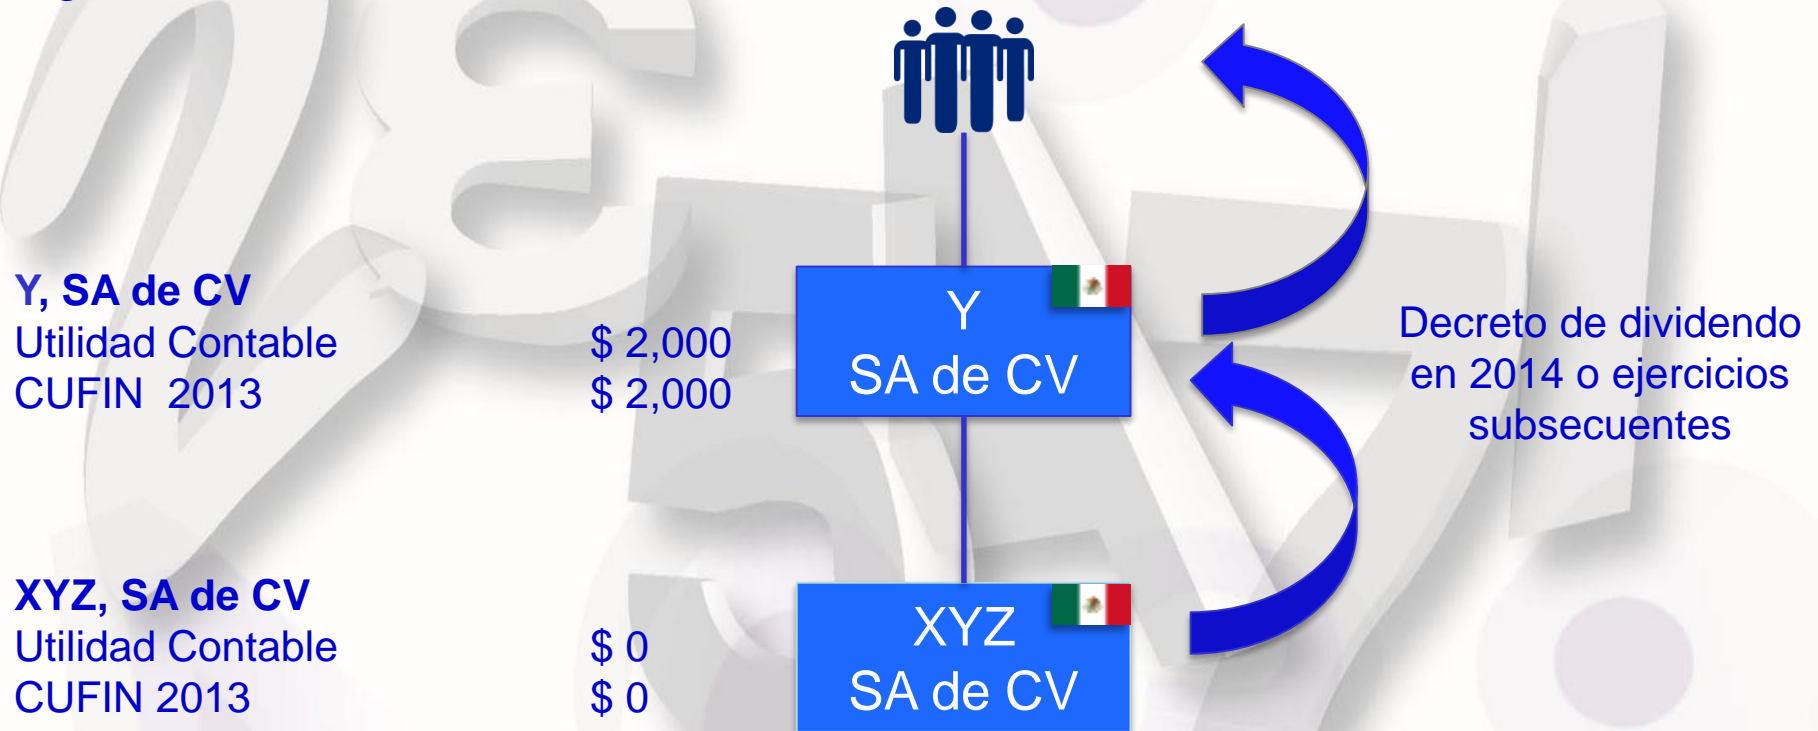 Y, SA de CV
Utilidad Contable $ 2,000
CUFIN 2013 $ 2,000
Y
SA de CV
Decreto de dividendo
en 2014 o ejercicios
subsecuentes
XYZ, SA de CV
Utilidad Contable $ 0
CUFIN 2013 $ 0
XYZ
SA de CV